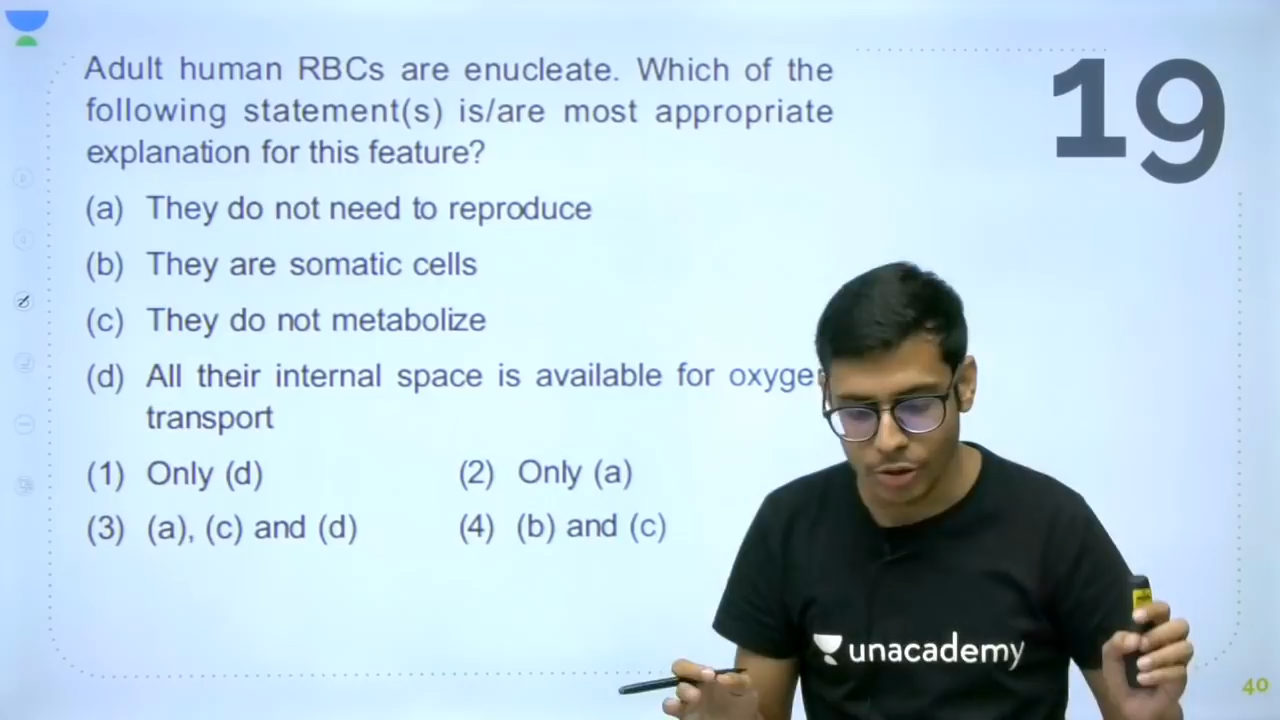 Adult human RBCs are enucleate. Which of the
following statement(s) is/are most appropriate
explanation for this feature?
(a) They do not need to reproduce
(b) They are somatic cells
(c) They do not metabolize
(d) All their internal space is available for oxyge
transport
(1) Only (d) (2) Only (a)
(3) (a), (c) and (d) (4) (b) and (c)
19
unacademy
40